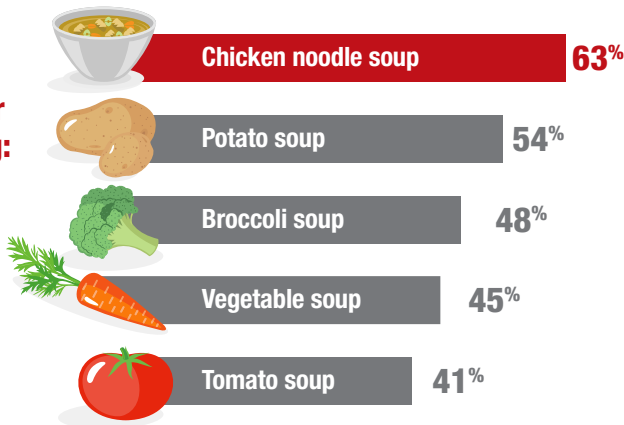 Chicken noodle soup 63%
Potato soup 54%
Broccoli soup 48%
Vegetable soup 45%
Tomato soup 41%